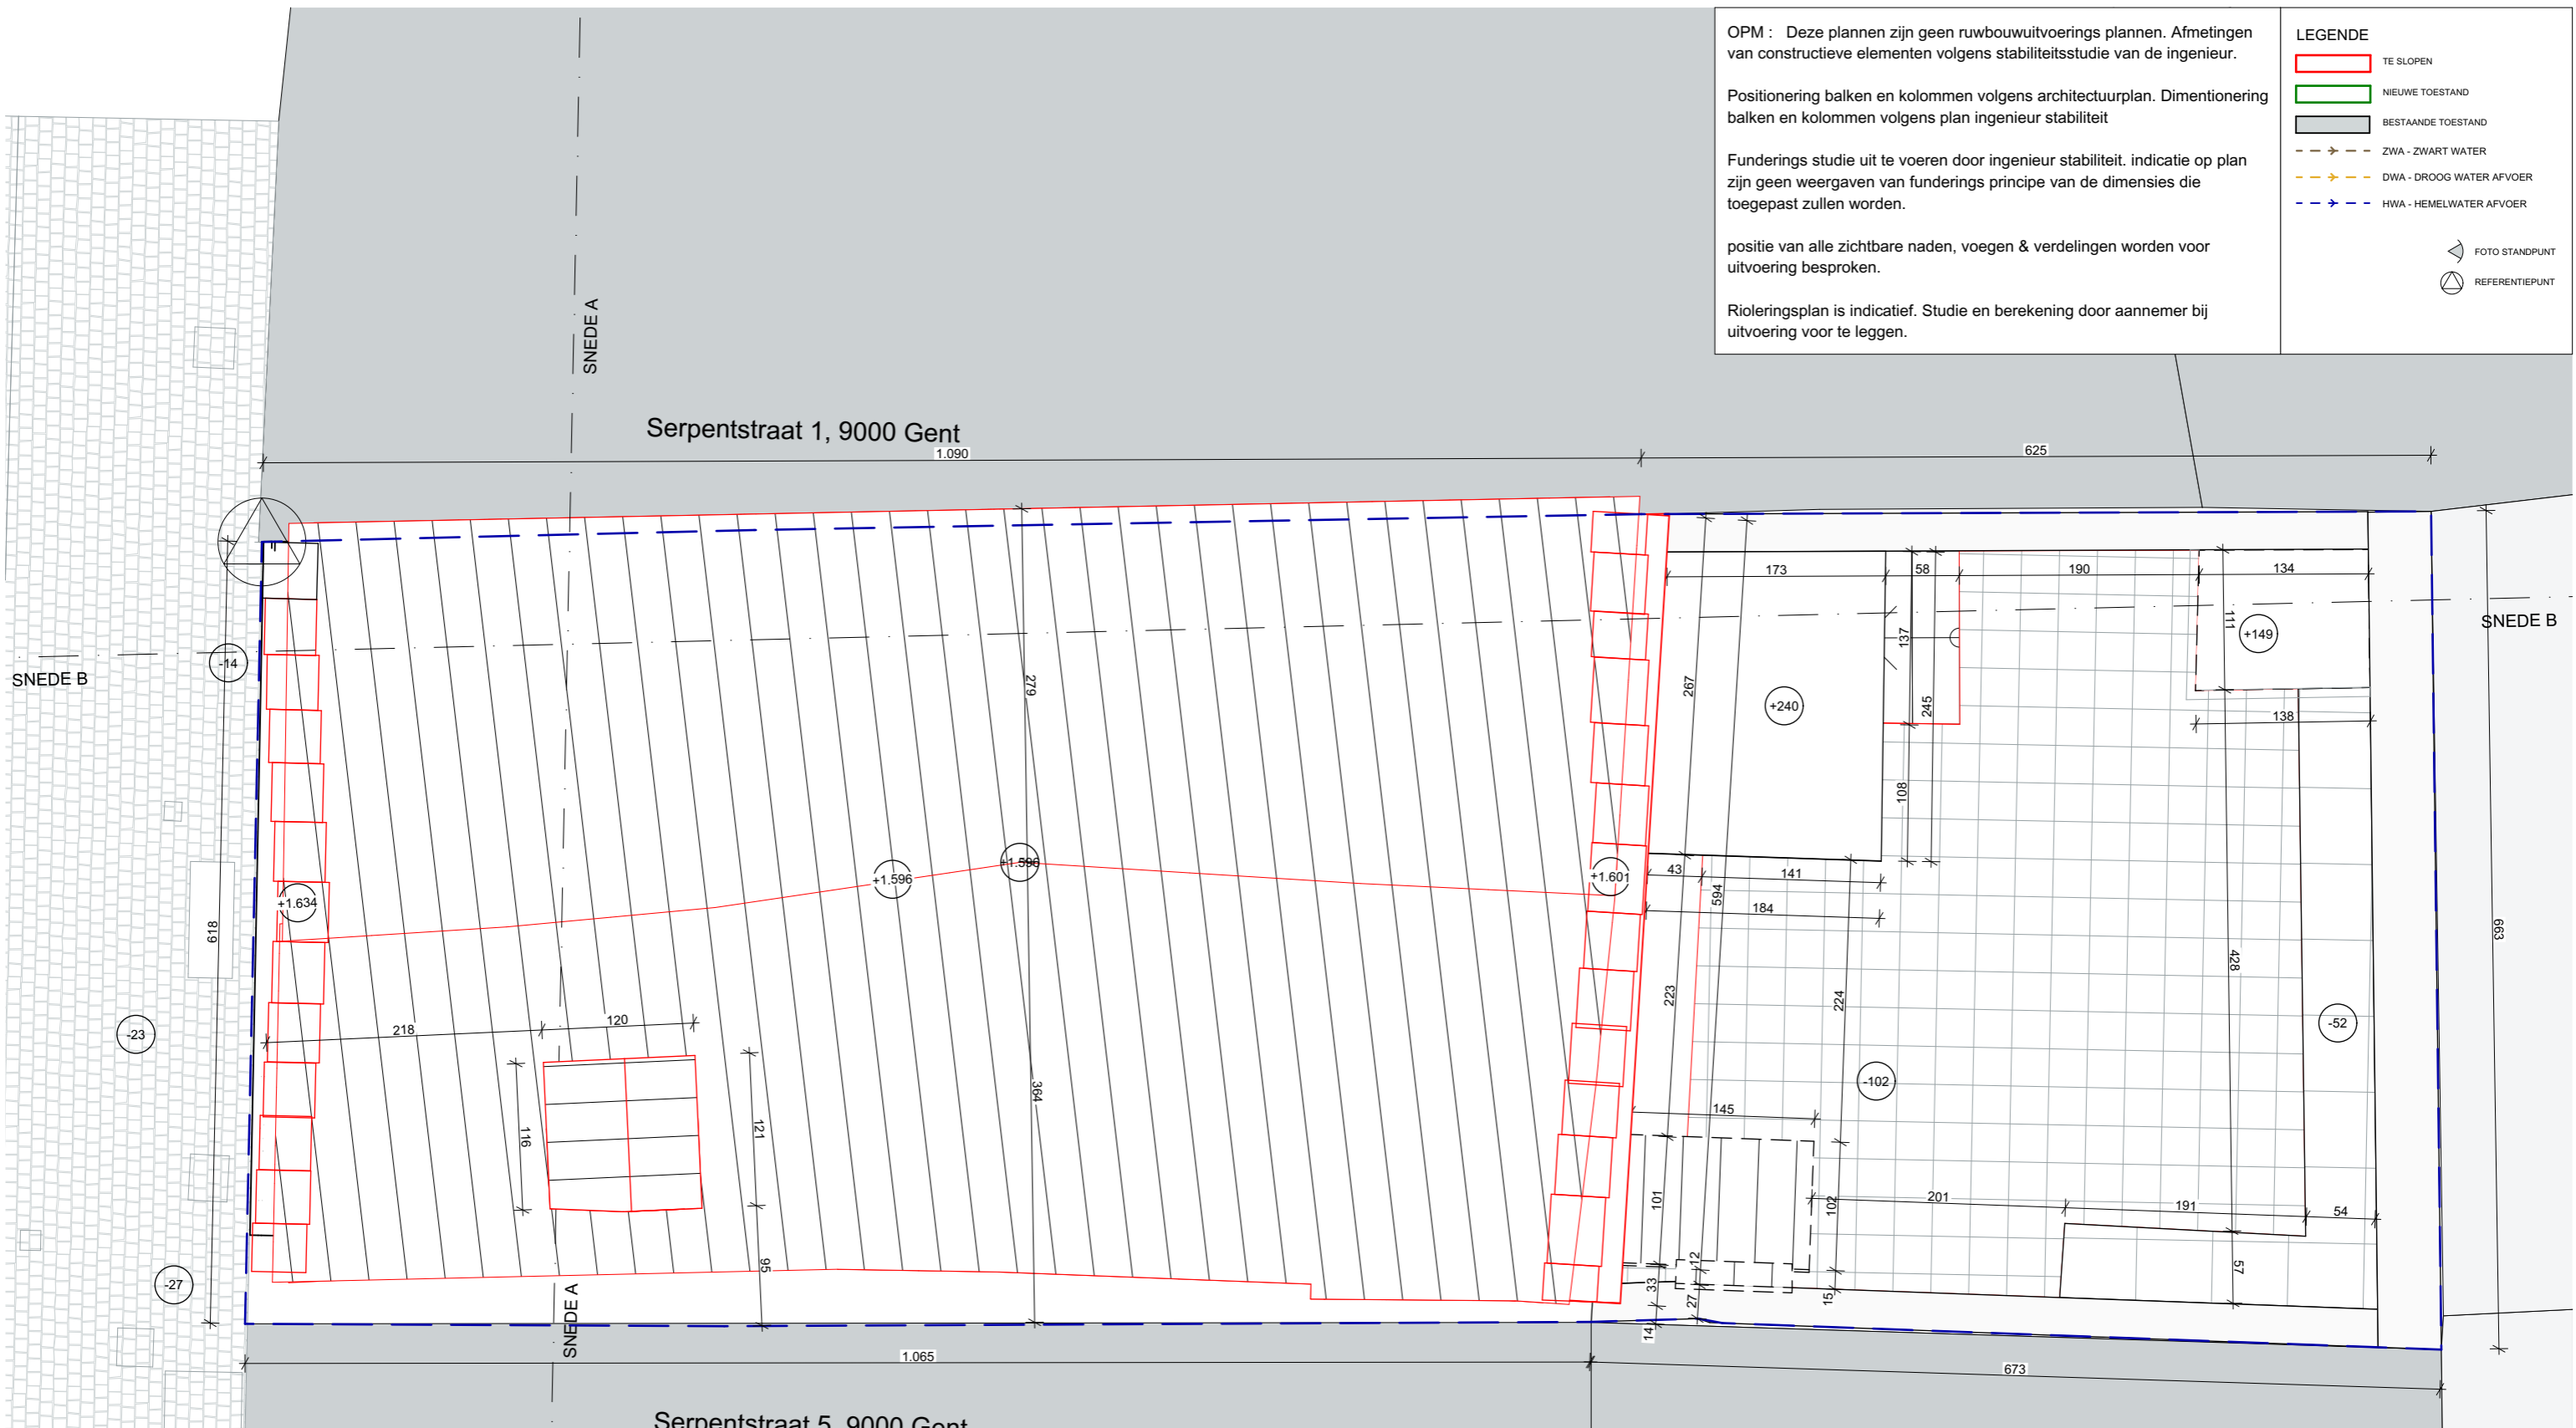 OPM : Deze plannen zijn geen ruwbouwuitvoerings plannen. Afmetingen
van constructieve elementen volgens stabiliteitsstudie van de ingenieur.
Positionering balken en kolommen volgens architectuurplan. Dimentionering
balken en kolommen volgens plan ingenieur stabiliteit
Funderings studie uit te voeren door ingenieur stabiliteit. indicatie op plan
zijn geen weergaven van funderings principe van de dimensies die
toegepast zullen worden.
positie van alle zichtbare naden, voegen & verdelingen worden voor
uitvoering besproken.
Rioleringsplan is indicatief. Studie en berekening door aannemer bij
uitvoering voor te leggen.
LEGENDE
TE SLOPEN
NIEUWE TOESTAND
BESTAANDE TOESTAND
ZWA - ZWART WATER
DWA - DROOG WATER AFVOER
HWA - HEMELWATER AFVOER
FOTO STANDPUNT
REFERENTIEPUNT
SNEDE A
Serpentstraat 1, 9000 Gent
1.090
625
173
58
190
134
SNEDE B
-14
SNEDE B
279
267
137
245
111
+149
+240
138
108
+1.596
+1.596
+1.601
+1.634
43
141
184
594
618
663
428
223
224
-52
-23
218
120
-102
364
116
121
145
101
102
201
191
54
95
12
33
27
15
57
14
-27
SNEDE A
1.065
673
Serpentstraat 5, 9000 Gent